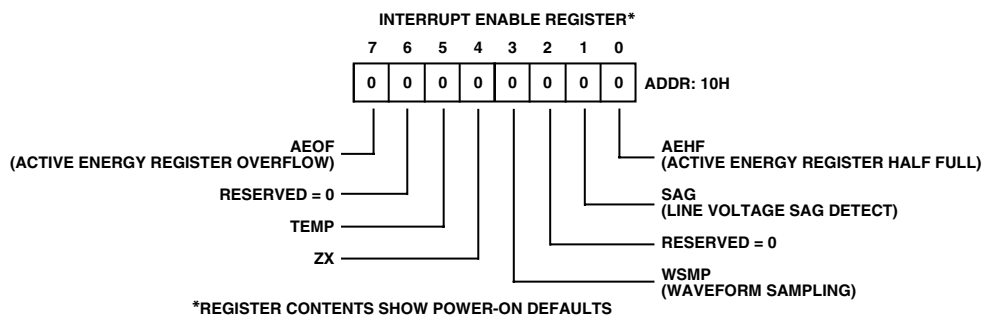 INTERRUPT ENABLE REGISTER*
7 6 5 4 3 2 1 0
0 0 0 0 0 0 0 0 ADDR: 10H
AEOF
(ACTIVE ENERGY REGISTER OVERFLOW)
RESERVED = 0
TEMP
ZX
AEHF
(ACTIVE ENERGY REGISTER HALF FULL)
SAG
(LINE VOLTAGE SAG DETECT)
RESERVED = 0
WSMP
(WAVEFORM SAMPLING)
*REGISTER CONTENTS SHOW POWER-ON DEFAULTS